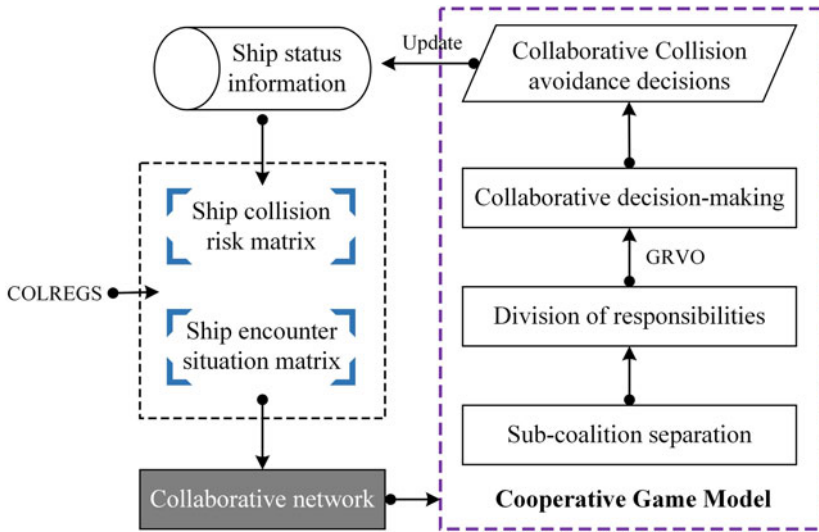 Ship status
information
Update
Collaborative Collision
avoidance decisions
Ship collision
risk matrix
COLREGS
Ship encounter
situation matrix
Collaborative network
Collaborative decision-making
GRVO
Division of responsibilities
Sub-coalition separation
Cooperative Game Model